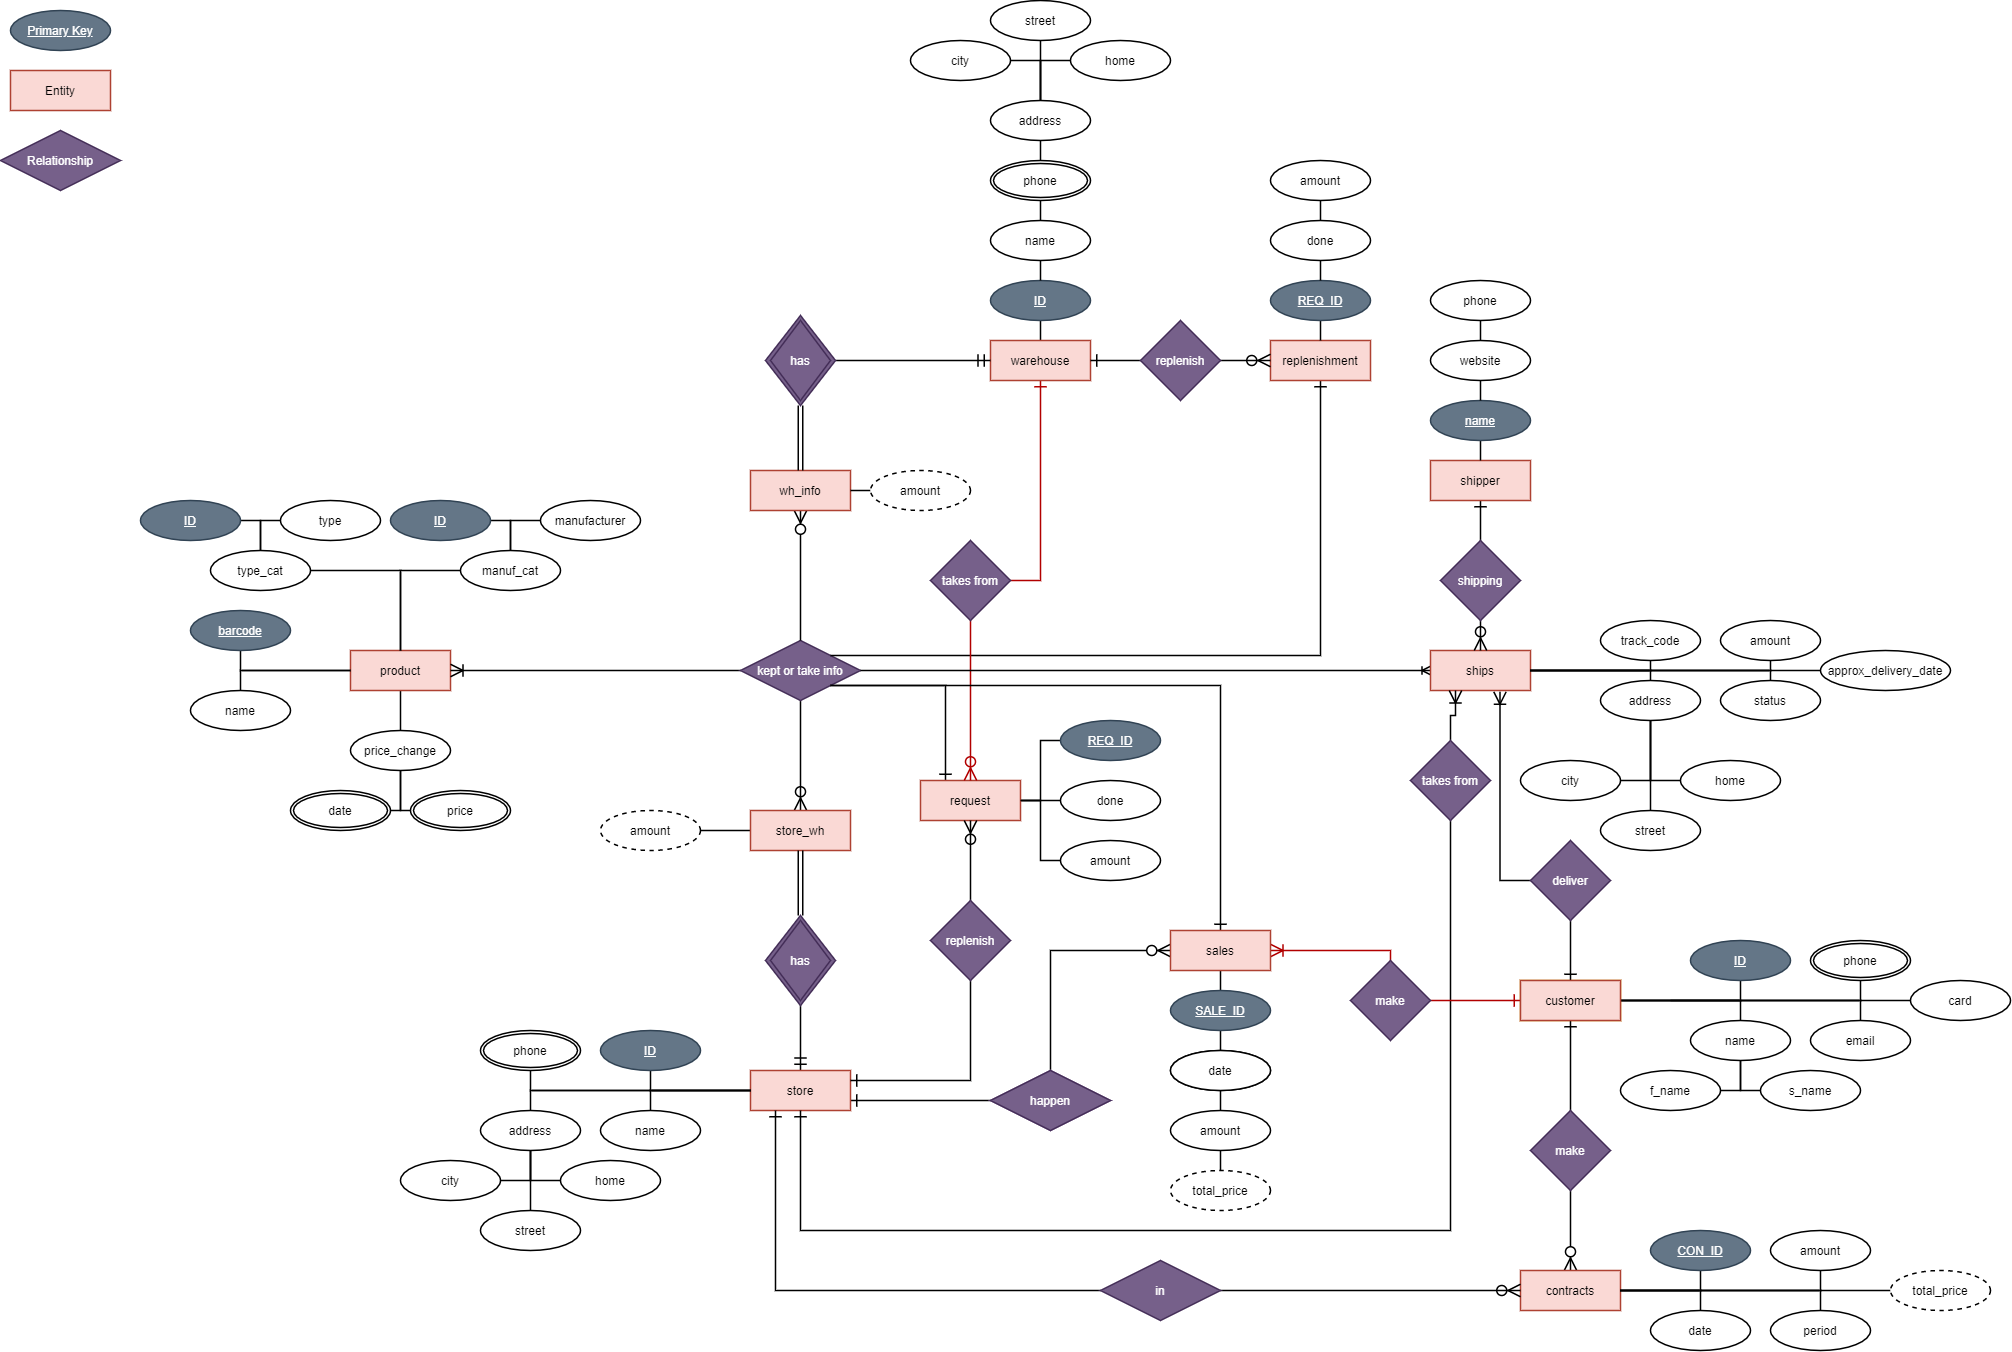 Primary Key
Entity
Relationship
street
city
home
address
phone
name
ID
warehouse
has
replenish
amount
done
REQ_ID
replenishment
phone
website
name
shipper
shipping
wh_info
amount
takes from
ID
type
ID
manufacturer
type_cat
manuf_cat
barcode
product
name
price_change
date
price
kept or take info
ships
track_code
amount
approx_delivery_date
address
status
city
home
street
takes from
deliver
amount
store_wh
request
REQ_ID
done
amount
has
replenish
sales
SALE_ID
date
amount
total_price
make
customer
ID
phone
card
name
email
f_name
s_name
make
phone
ID
store
happen
address
name
city
home
street
in
contracts
CON_ID
amount
total_price
date
period